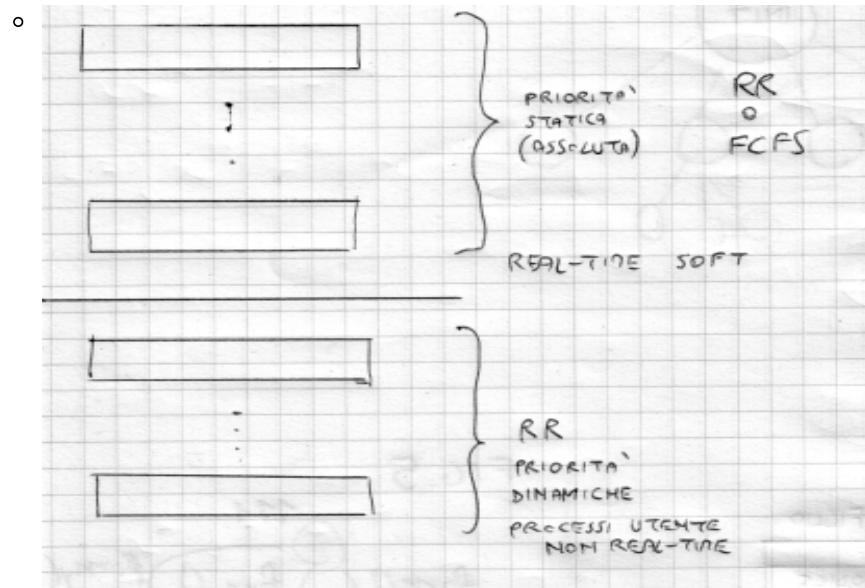 PRIORITA'
STATICA
(ASSOLUTA)
RR
O
FCFS
REAL-TIME SOFT
RR
PRIORITA'
DINAMICHE
PROCESSI UTENTE
NON REAL-TIME